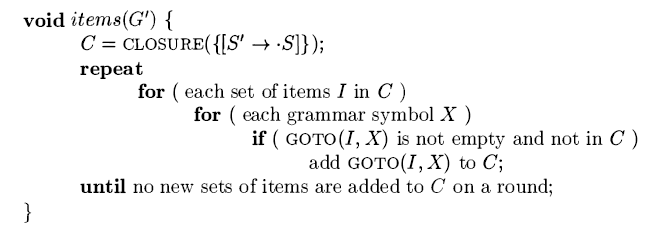 void items(G′) {
C = CLOSURE({[S′ → ·S]});
repeat
for ( each set of items I in C )
for ( each grammar symbol X )
if ( GOTO(I, X) is not empty and not in C )
add GOTO(I, X) to C;
until no new sets of items are added to C on a round;
}